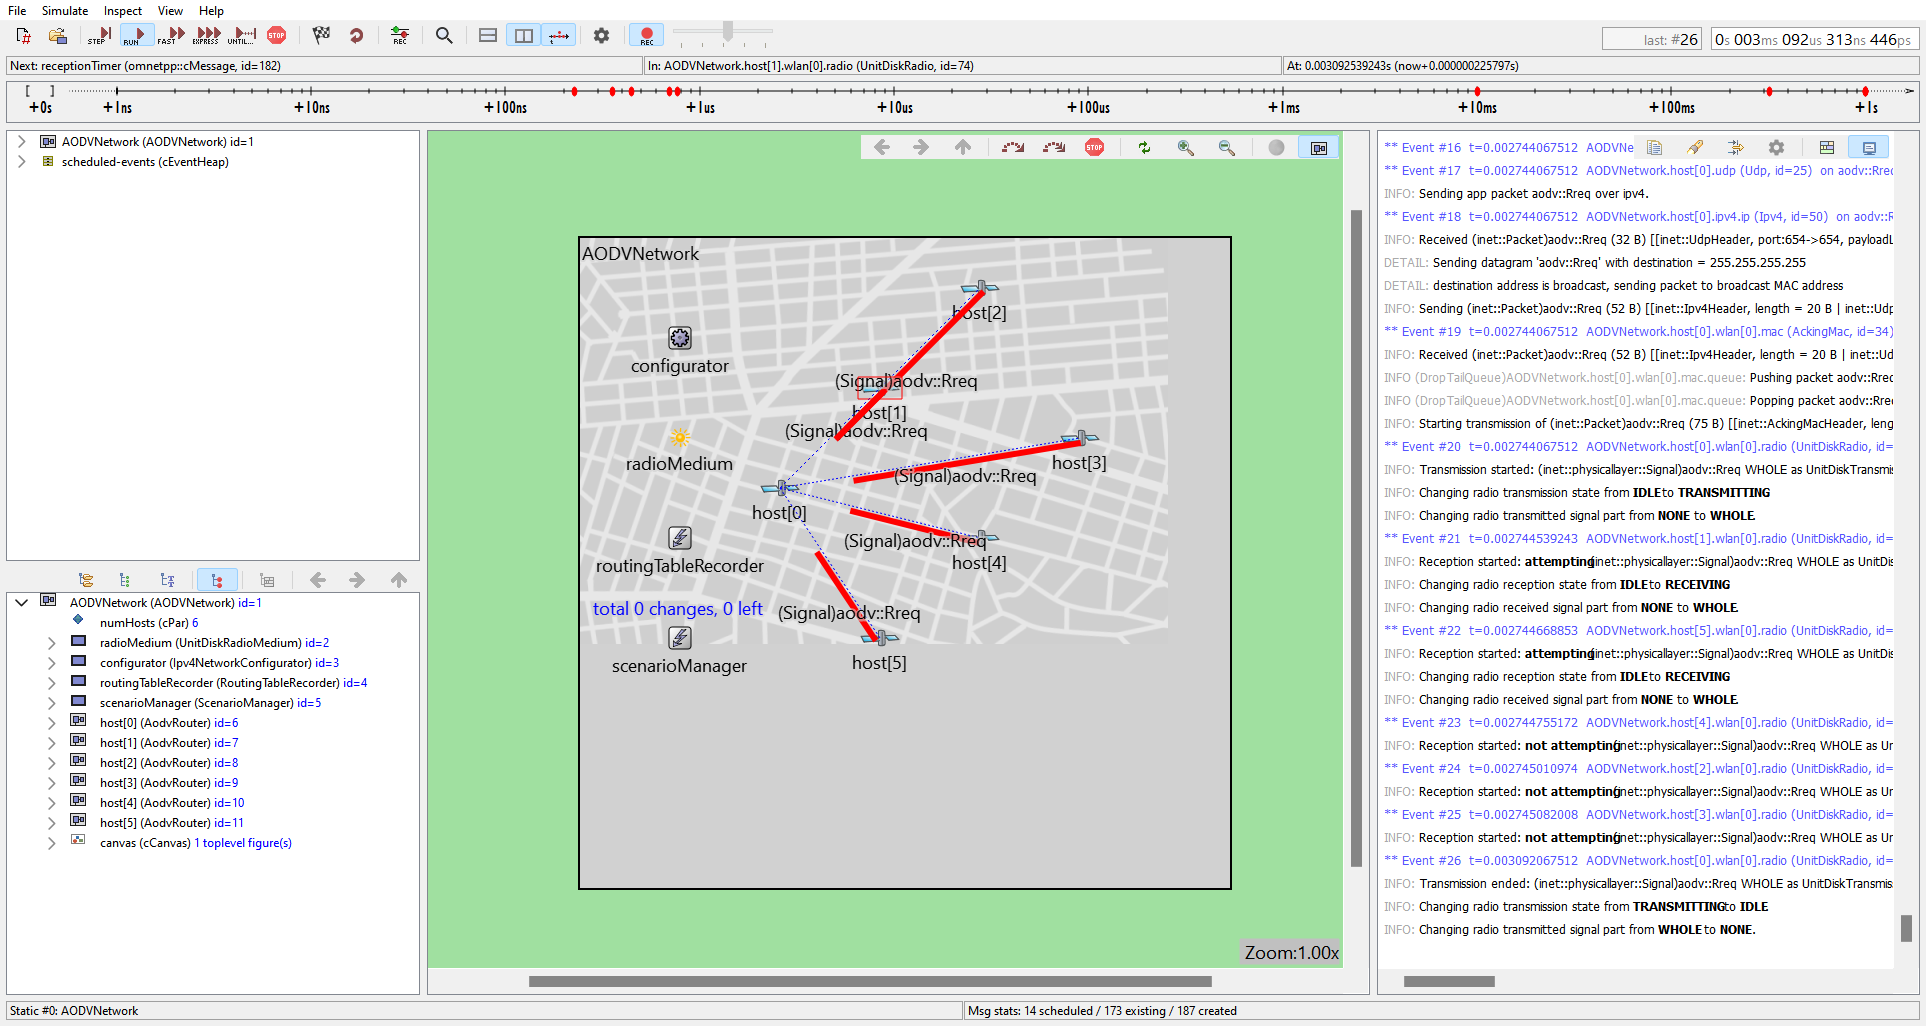 File Simulate Inspect View Help
STEP RUN FAST EXPRESS UNTIL... STOP REC REC
last: #26 0s 003ms 092us 313ns 446ps
Next: receptionTimer (omnetpp::cMessage, id=182) In: AODVNetwork.host[1].wlan[0].radio (UnitDiskRadio, id=74) At: 0.003092539243s (now+0.000000225797s)
[ ]
+0s +1ns +10ns +100ns +1us +10us +100us +1ms +10ms +100ms +1s
AODVNetwork (AODVNetwork) id=1
scheduled-events (cEventHeap)
AODVNetwork (AODVNetwork) id=1
numHosts (cPar) 6
radioMedium (UnitDiskRadioMedium) id=2
configurator (Ipv4NetworkConfigurator) id=3
routingTableRecorder (RoutingTableRecorder) id=4
scenarioManager (ScenarioManager) id=5
host[0] (AodvRouter) id=6
host[1] (AodvRouter) id=7
host[2] (AodvRouter) id=8
host[3] (AodvRouter) id=9
host[4] (AodvRouter) id=10
host[5] (AodvRouter) id=11
canvas (cCanvas) 1 toplevel figure(s)
STOP
AODVNetwork
host[2]
configurator
(Signal)aodv::Rreq
host[1]
(Signal)aodv::Rreq
radioMedium
host[3]
(Signal)aodv::Rreq
host[0]
(Signal)aodv::Rreq
host[4]
routingTableRecorder
total 0 changes, 0 left
(Signal)aodv::Rreq
host[5]
scenarioManager
Zoom:1.00x
** Event #16 t=0.002744067512 AODVNe
** Event #17 t=0.002744067512 AODVNetwork.host[0].udp (Udp, id=25) on aodv::Rrec
INFO: Sending app packet aodv::Rreq over ipv4.
** Event #18 t=0.002744067512 AODVNetwork.host[0].ipv4.ip (Ipv4, id=50) on aodv::R
INFO: Received (inet::Packet)aodv::Rreq (32 B) [[inet::UdpHeader, port:654->654, payloadL
DETAIL: Sending datagram 'aodv::Rreq' with destination = 255.255.255.255
DETAIL: destination address is broadcast, sending packet to broadcast MAC address
INFO: Sending (inet::Packet)aodv::Rreq (52 B) [[inet::Ipv4Header, length = 20 B | inet::Udp
** Event #19 t=0.002744067512 AODVNetwork.host[0].wlan[0].mac (AckingMac, id=34)
INFO: Received (inet::Packet)aodv::Rreq (52 B) [[inet::Ipv4Header, length = 20 B | inet::Ud
INFO (DropTailQueue)AODVNetwork.host[0].wlan[0].mac.queue: Pushing packet aodv::Rrec
INFO (DropTailQueue)AODVNetwork.host[0].wlan[0].mac.queue: Popping packet aodv::Rrec
INFO: Starting transmission of (inet::Packet)aodv::Rreq (75 B) [[inet::AckingMacHeader, leng
** Event #20 t=0.002744067512 AODVNetwork.host[0].wlan[0].radio (UnitDiskRadio, id=
INFO: Transmission started: (inet::physicallayer::Signal)aodv::Rreq WHOLE as UnitDiskTransmis
INFO: Changing radio transmission state from IDLE to TRANSMITTING
INFO: Changing radio transmitted signal part from NONE to WHOLE.
** Event #21 t=0.002744539243 AODVNetwork.host[1].wlan[0].radio (UnitDiskRadio, id=
INFO: Reception started: attempting (inet::physicallayer::Signal)aodv::Rreq WHOLE as UnitDis
INFO: Changing radio reception state from IDLE to RECEIVING
INFO: Changing radio received signal part from NONE to WHOLE.
** Event #22 t=0.002744668853 AODVNetwork.host[5].wlan[0].radio (UnitDiskRadio, id=
INFO: Reception started: attempting (inet::physicallayer::Signal)aodv::Rreq WHOLE as UnitDis
INFO: Changing radio reception state from IDLE to RECEIVING
INFO: Changing radio received signal part from NONE to WHOLE.
** Event #23 t=0.002744755172 AODVNetwork.host[4].wlan[0].radio (UnitDiskRadio, id=
INFO: Reception started: not attempting (inet::physicallayer::Signal)aodv::Rreq WHOLE as Un
** Event #24 t=0.002745010974 AODVNetwork.host[2].wlan[0].radio (UnitDiskRadio, id=
INFO: Reception started: not attempting (inet::physicallayer::Signal)aodv::Rreq WHOLE as Un
** Event #25 t=0.002745082008 AODVNetwork.host[3].wlan[0].radio (UnitDiskRadio, id=
INFO: Reception started: not attempting (inet::physicallayer::Signal)aodv::Rreq WHOLE as Un
** Event #26 t=0.003092067512 AODVNetwork.host[0].wlan[0].radio (UnitDiskRadio, id=
INFO: Transmission ended: (inet::physicallayer::Signal)aodv::Rreq WHOLE as UnitDiskTransmis
INFO: Changing radio transmission state from TRANSMITTING to IDLE
INFO: Changing radio transmitted signal part from WHOLE to NONE.
Static #0: AODVNetwork Msg stats: 14 scheduled / 173 existing / 187 created